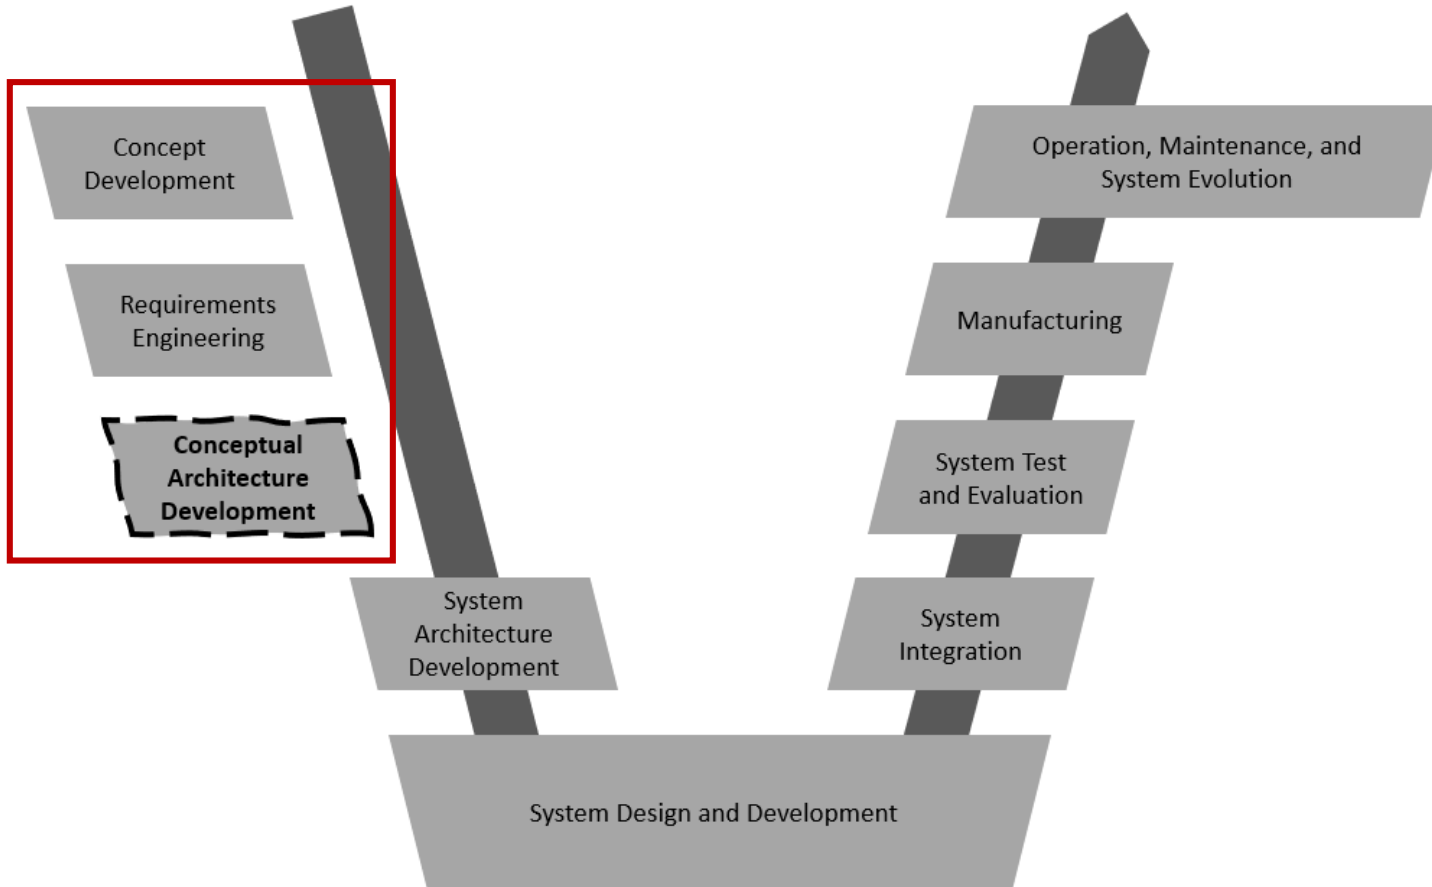 Concept
Development
Requirements
Engineering
Conceptual
Architecture
Development
System
Architecture
Development
System Design and Development
System
Integration
System Test
and Evaluation
Manufacturing
Operation, Maintenance, and
System Evolution